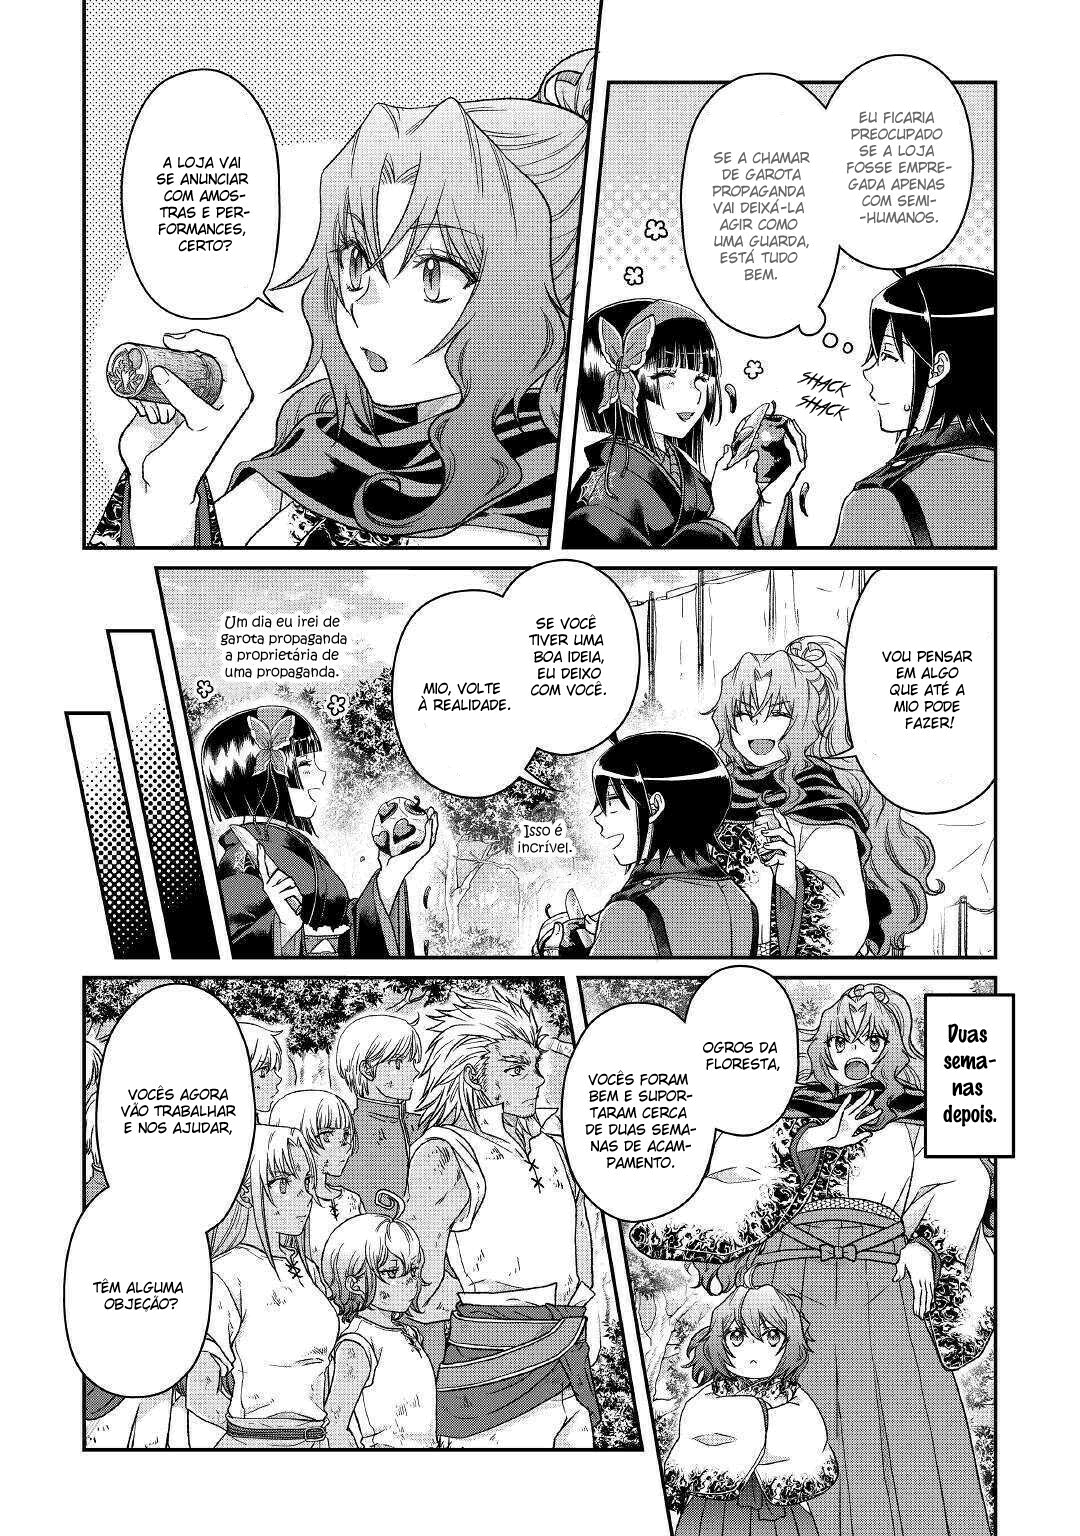 EU FICARIA
PREOCUPADO
SE A LOJA
FOSSE EMPRE-
GADA APENAS
COM SEMI-
-HUMANOS.
SE A CHAMAR
DE GAROTA
PROPAGANDA
VAI DEIXÁ-LA
AGIR COMO
UMA GUARDA,
ESTÁ TUDO
BEM.
SHACK
SHACK
A LOJA VAI
SE ANUNCIAR
COM AMOS-
TRAS E PER-
FORMANCES,
CERTO?
VOU PENSAR
EM ALGO
QUE ATÉ A
MIO PODE
FAZER!
SE VOCÊ
TIVER UMA
BOA IDEIA,
EU DEIXO
COM VOCÊ.
MIO, VOLTE
À REALIDADE.
Isso é
incrível.
Um dia eu irei de
garota propaganda
a proprietária de
uma propaganda.
Duas
sema-
nas
depois.
OGROS DA
FLORESTA,
VOCÊS FORAM
BEM E SUPOR-
TARAM CERCA
DE DUAS SEMA-
NAS DE ACAM-
PAMENTO.
VOCÊS AGORA
VÃO TRABALHAR
E NOS AJUDAR,
TÊM ALGUMA
OBJEÇÃO?